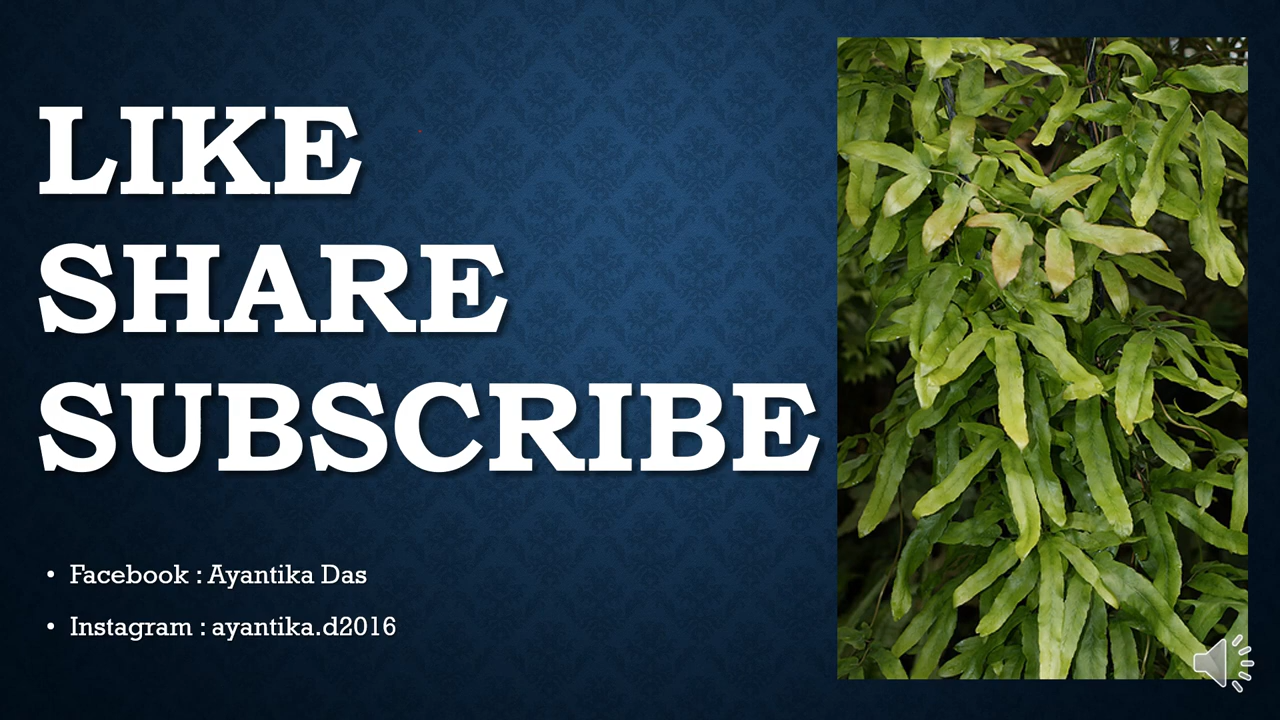 LIKE
SHARE
SUBSCRIBE
• Facebook : Ayantika Das
• Instagram : ayantika.d2016